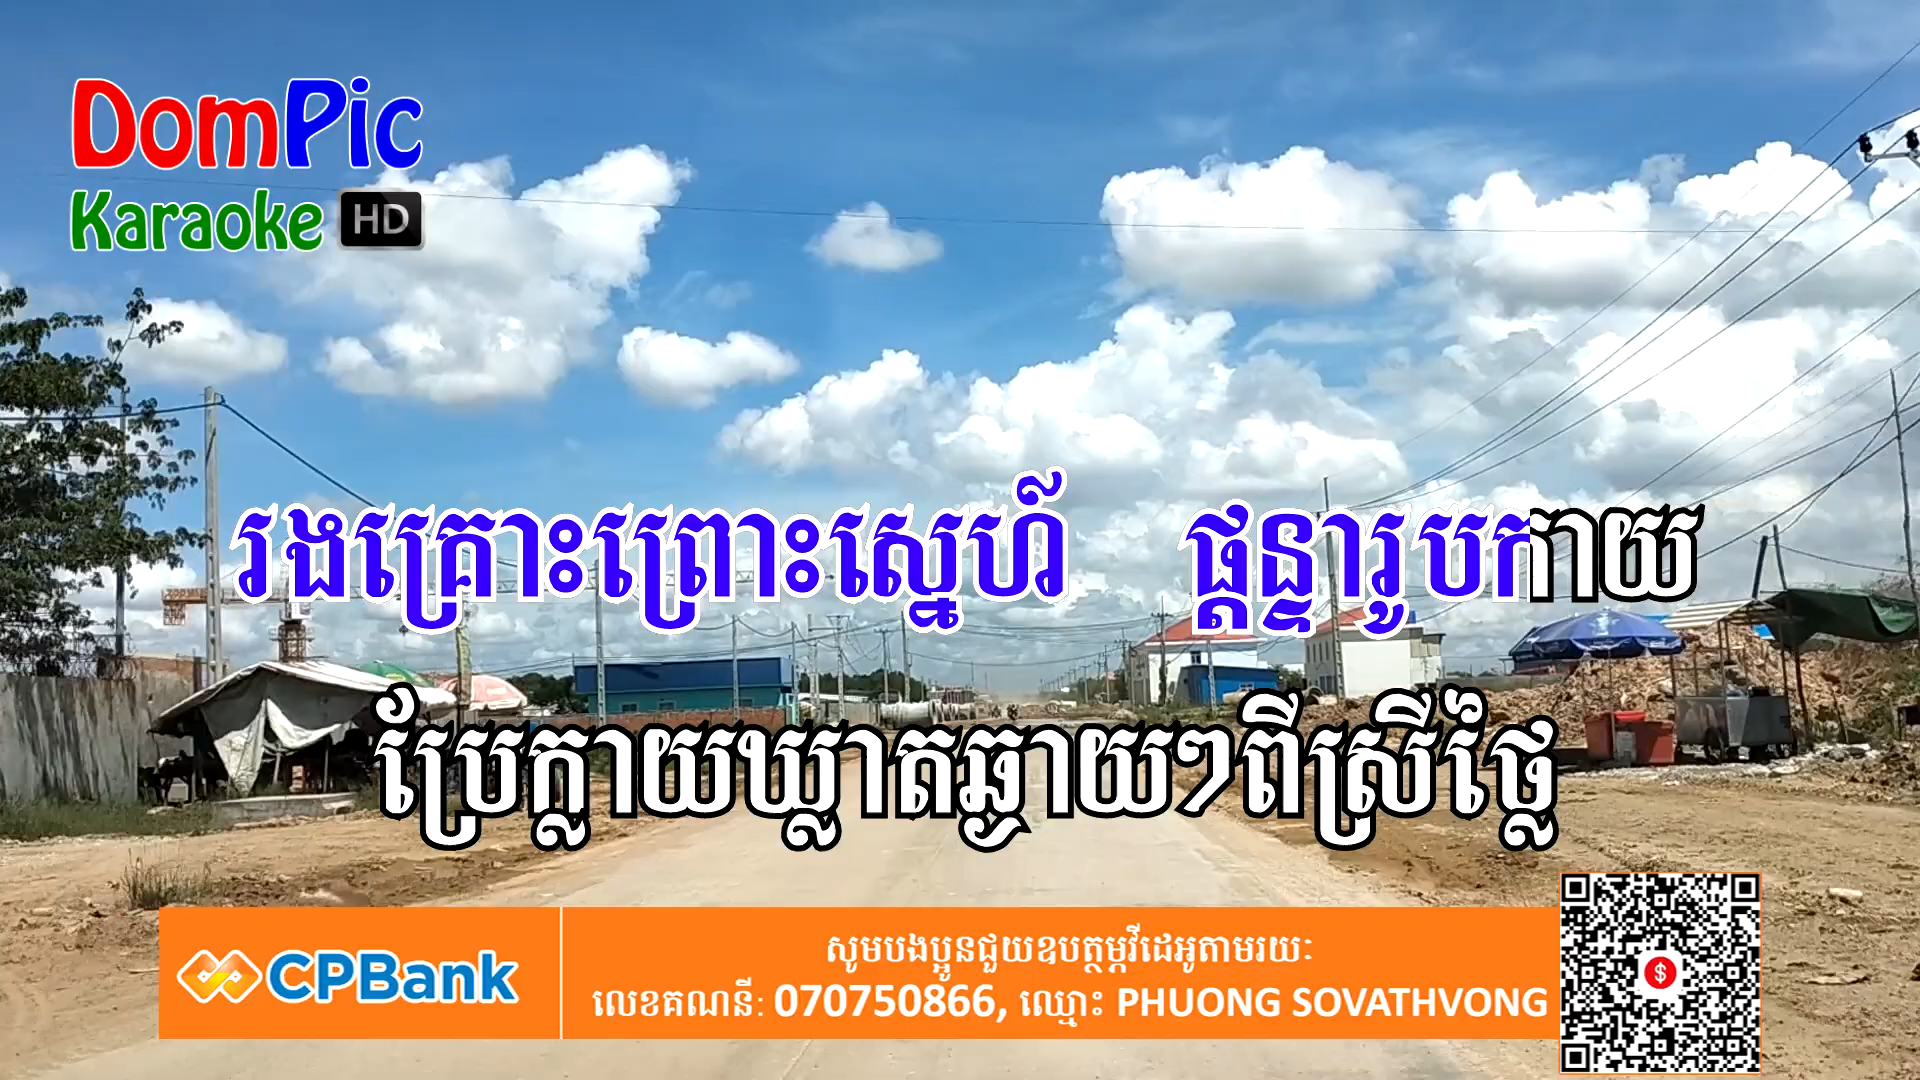 DomPic
Karaoke HD
រងគ្រោះព្រោះស្នេហ៍ ផ្ដន្ទារូបកាយ
ប្រែក្លាយឃ្លាតឆ្ងាយៗពីស្រីថ្លៃ
CPBank
សូមបងប្អូនជួយឧបត្ថម្ភវីដេអូតាមរយៈ
លេខគណនី: 070750866, ឈ្មោះ PHUONG SOVATHVONG